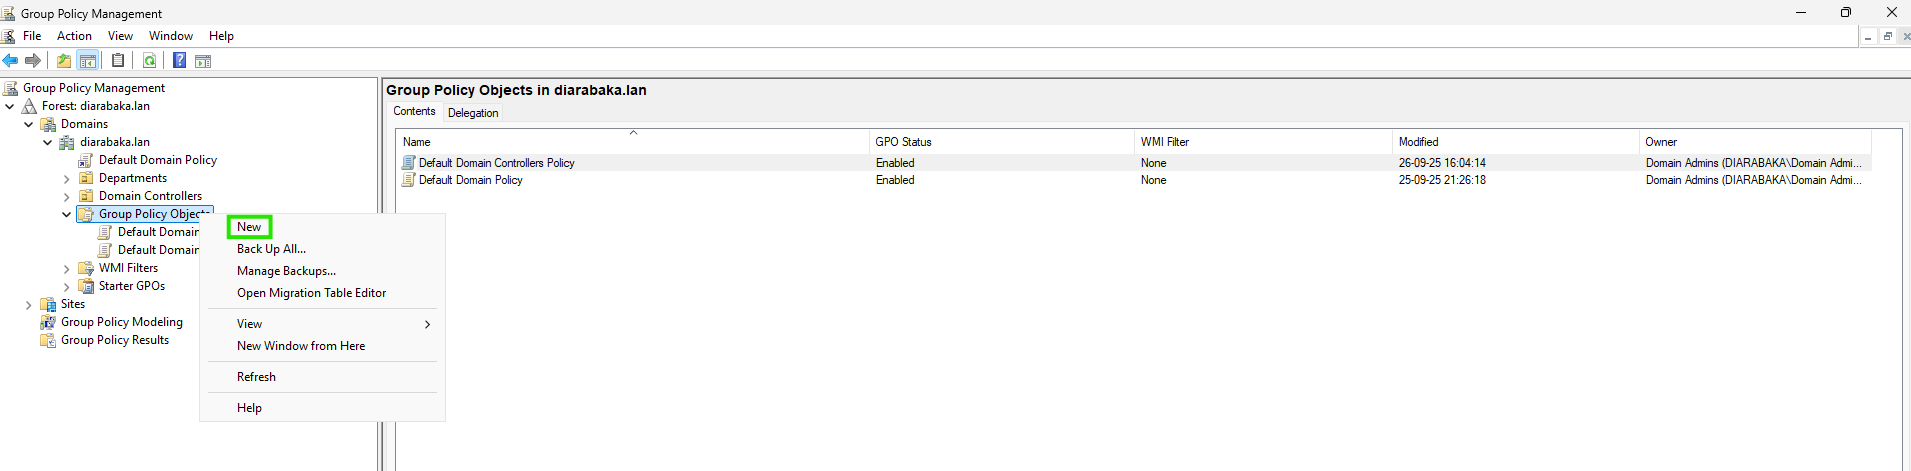 Group Policy Management
File Action View Window Help
Group Policy Management
Forest: diarabaka.lan
Domains
diarabaka.lan
Default Domain Policy
Departments
Domain Controllers
Group Policy Objects
Default Domain
Default Domain
WMI Filters
Starter GPOs
Sites
Group Policy Modeling
Group Policy Results
New
Back Up All...
Manage Backups...
Open Migration Table Editor
View
New Window from Here
Refresh
Help
Group Policy Objects in diarabaka.lan
Contents Delegation
Name GPO Status WMI Filter Modified Owner
Default Domain Controllers Policy Enabled None 26-09-25 16:04:14 Domain Admins (DIARABAKA\Domain Admi...
Default Domain Policy Enabled None 25-09-25 21:26:18 Domain Admins (DIARABAKA\Domain Admi...